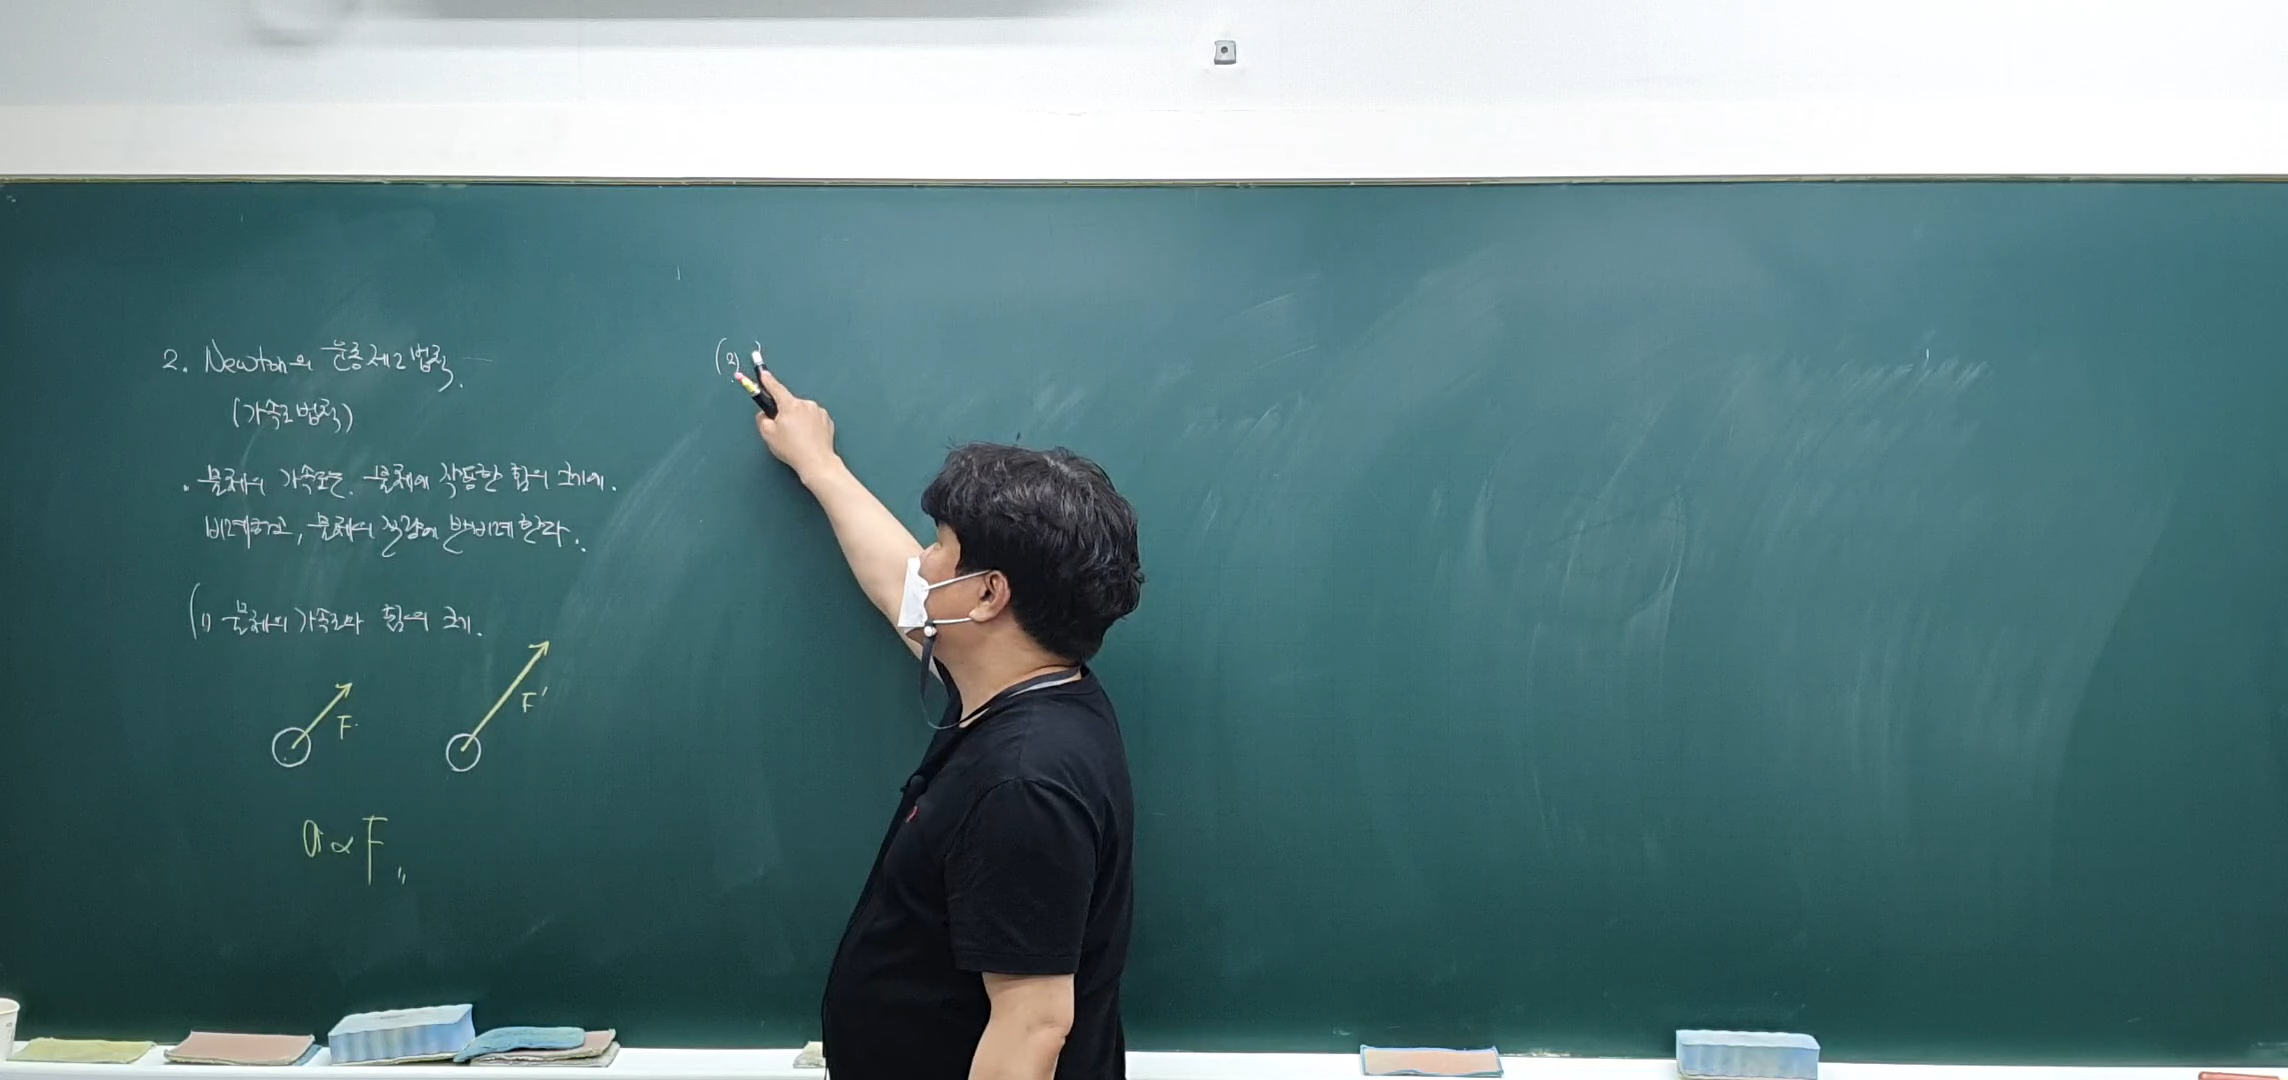 2. Newton의 운동 제2 법칙.
(가속도 법칙)
· 물체의 가속도는, 물체에 작용한 힘의 크기에.
비례하고, 물체의 질량에 반비례 한다.
(1) 물체의 가속도와 힘의 크기.
F
F'
a ∝ F
(2)